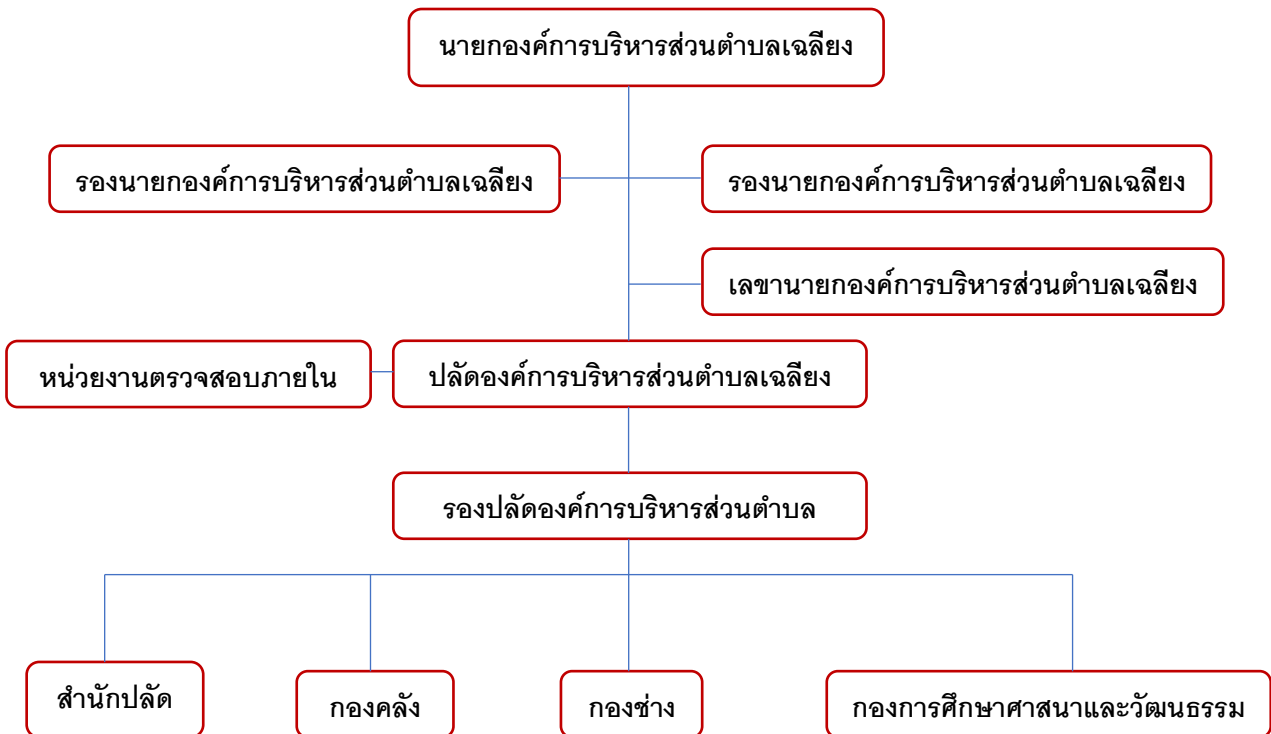 นายกองค์การบริหารส่วนตำบลเฉลียง
รองนายกองค์การบริหารส่วนตำบลเฉลียง
รองนายกองค์การบริหารส่วนตำบลเฉลียง
เลขานายกองค์การบริหารส่วนตำบลเฉลียง
หน่วยงานตรวจสอบภายใน
ปลัดองค์การบริหารส่วนตำบลเฉลียง
รองปลัดองค์การบริหารส่วนตำบล
สำนักปลัด
กองคลัง
กองช่าง
กองการศึกษาศาสนาและวัฒนธรรม